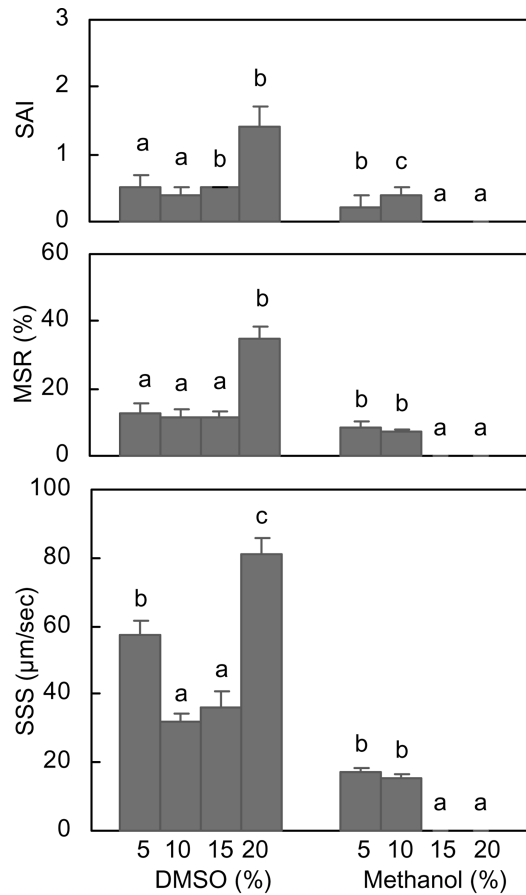 3
2
1
0
SAI
a a b b b c a a
60
40
20
0
MSR (%)
a a a b b b a a
100
80
60
40
20
0
SSS (μm/sec)
b a a c b b a a
5 10 15 20 5 10 15 20
DMSO (%) Methanol (%)